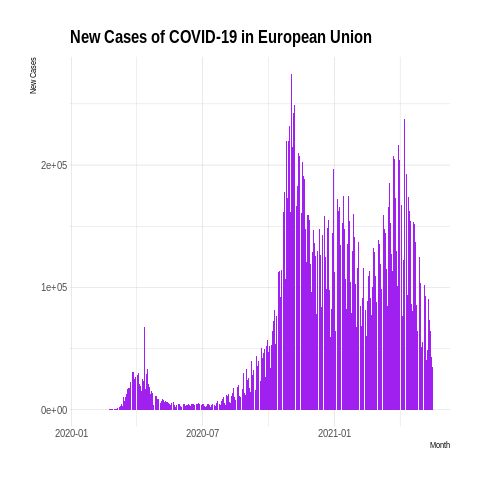 New Cases of COVID-19 in European Union
New Cases
2e+05
1e+05
0e+00
2020-01
2020-07
2021-01
Month